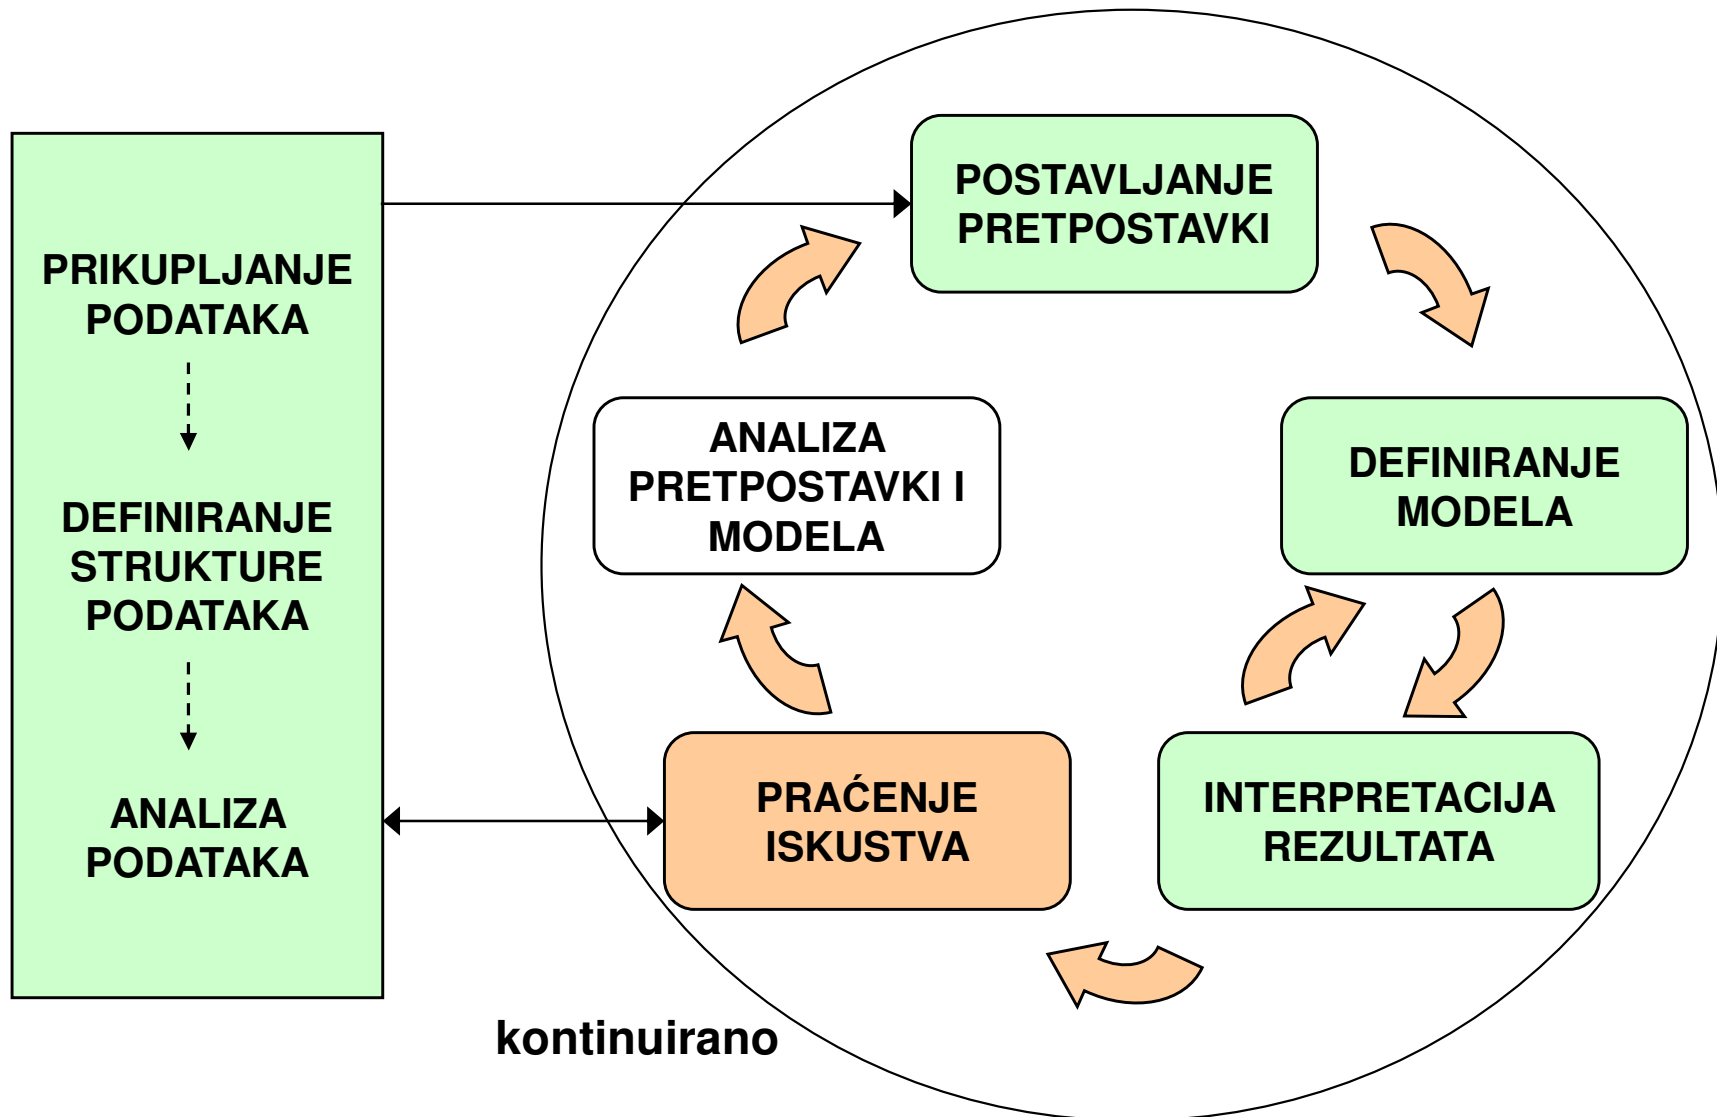 PRIKUPLJANJE
PODATAKA
DEFINIRANJE
STRUKTURE
PODATAKA
ANALIZA
PODATAKA
POSTAVLJANJE
PRETPOSTAVKI
DEFINIRANJE
MODELA
INTERPRETACIJA
REZULTATA
PRAĆENJE
ISKUSTVA
ANALIZA
PRETPOSTAVKI I
MODELA
kontinuirano